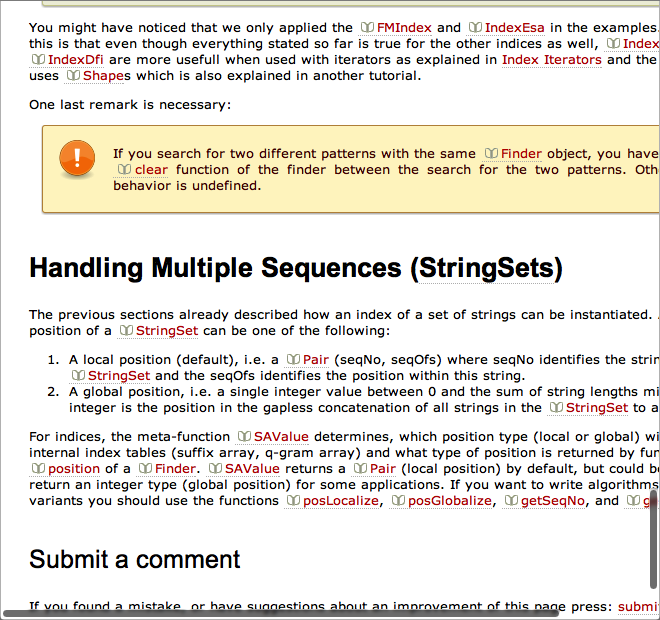 You might have noticed that we only applied the FMIndex and IndexEsa in the examples.
this is that even though everything stated so far is true for the other indices as well, Index
IndexDfi are more usefull when used with iterators as explained in Index Iterators and the
uses Shapes which is also explained in another tutorial.
One last remark is necessary:
If you search for two different patterns with the same Finder object, you have
clear function of the finder between the search for the two patterns. Oth
behavior is undefined.
Handling Multiple Sequences (StringSets)
The previous sections already described how an index of a set of strings can be instantiated.
position of a StringSet can be one of the following:
1. A local position (default), i.e. a Pair (seqNo, seqOfs) where seqNo identifies the strin
StringSet and the seqOfs identifies the position within this string.
2. A global position, i.e. a single integer value between 0 and the sum of string lengths mi
integer is the position in the gapless concatenation of all strings in the StringSet to a
For indices, the meta-function SAValue determines, which position type (local or global) wi
internal index tables (suffix array, q-gram array) and what type of position is returned by fun
position of a Finder. SAValue returns a Pair (local position) by default, but could be
return an integer type (global position) for some applications. If you want to write algorithms
variants you should use the functions posLocalize, posGlobalize, getSeqNo, and g
Submit a comment
If you found a mistake, or have suggestions about an improvement of this page press: submi